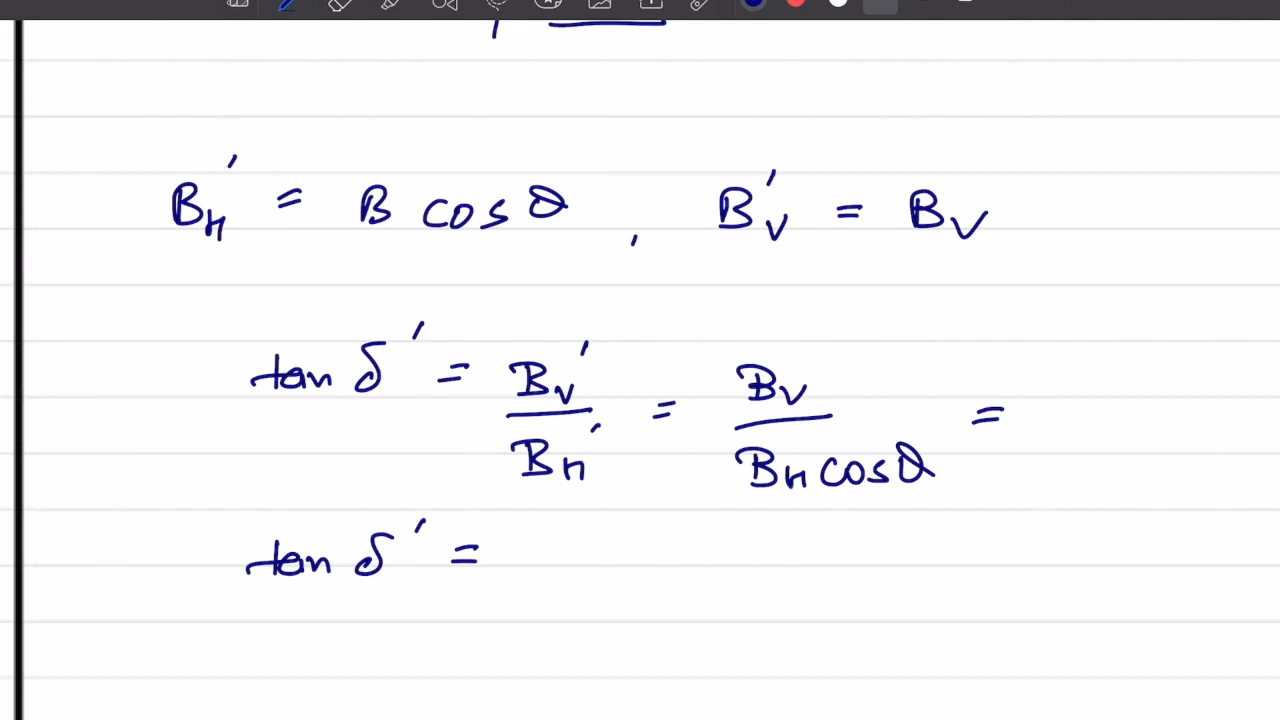 B_H' = B cos θ , B_V' = B_V
tan δ' = B_V' / B_H' = B_V / B_H cos θ =
tan δ' =